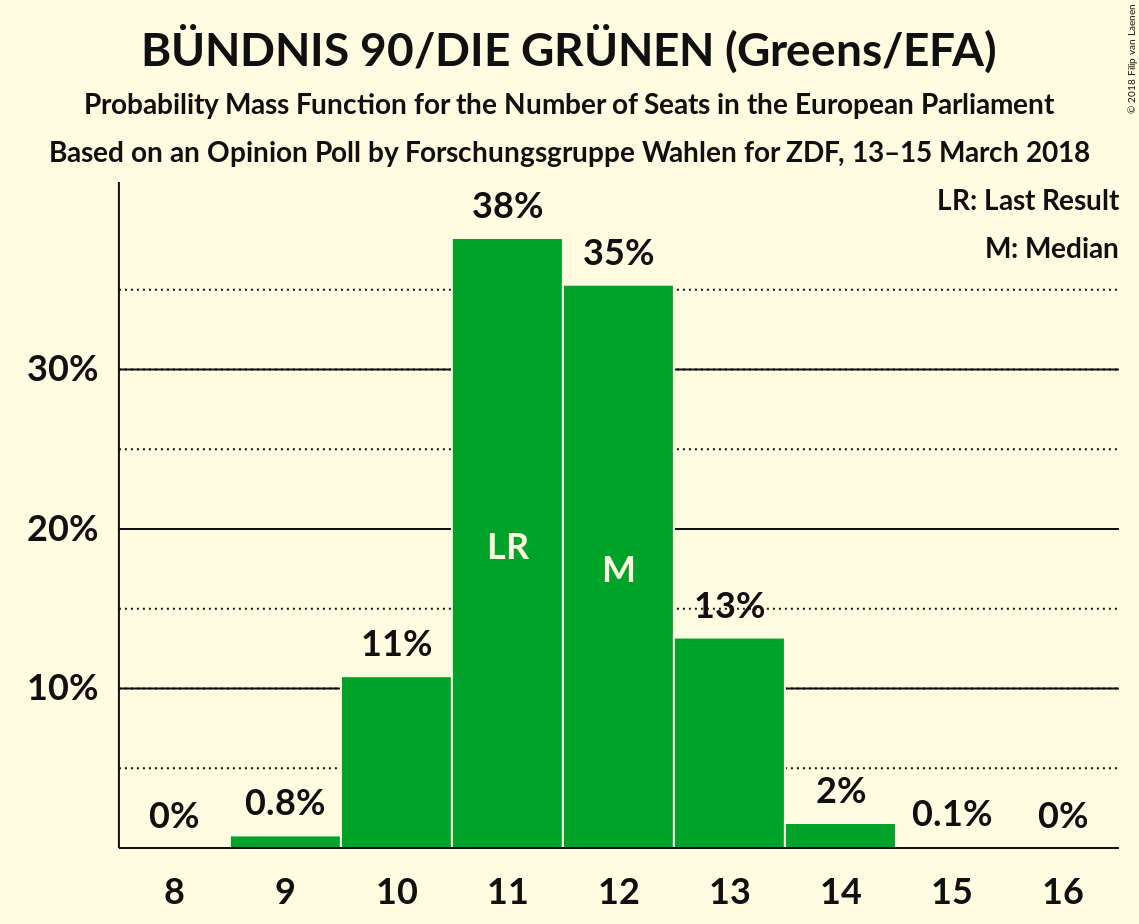 BÜNDNIS 90/DIE GRÜNEN (Greens/EFA)
Probability Mass Function for the Number of Seats in the European Parliament
Based on an Opinion Poll by Forschungsgruppe Wahlen for ZDF, 13–15 March 2018
© 2018 Filip van Laenen
LR: Last Result
M: Median
38%
35%
30%
20%
LR
M
13%
11%
10%
0%
0.8%
2%
0.1%
0%
8 9 10 11 12 13 14 15 16